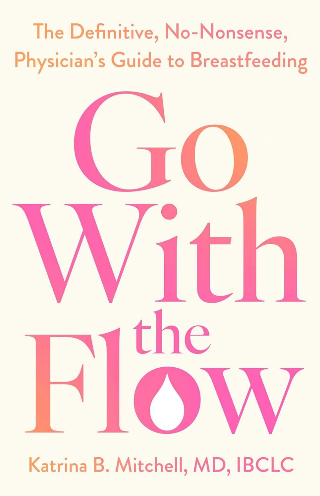 The Definitive, No-Nonsense,
Physician's Guide to Breastfeeding
Go
With
the
Flow
Katrina B. Mitchell, MD, IBCLC